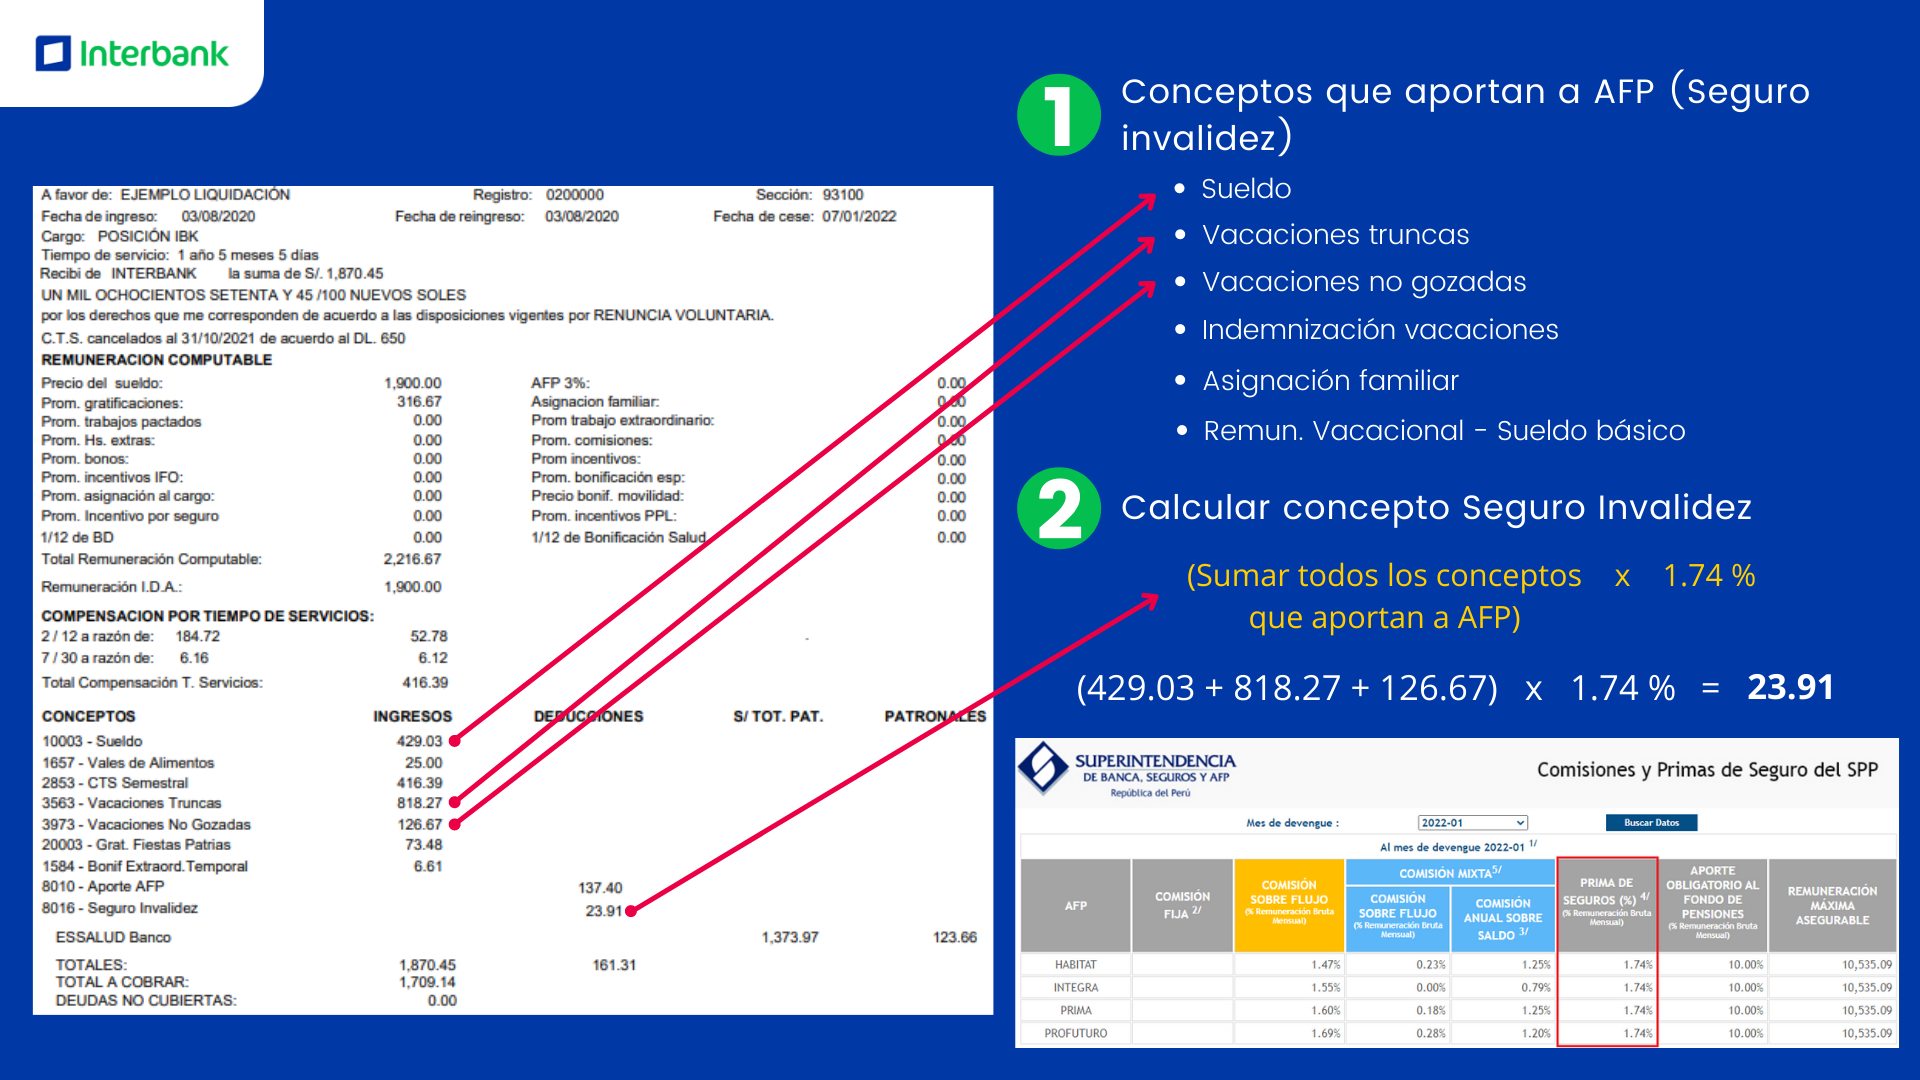 Interbank
A favor de: EJEMPLO LIQUIDACIÓN Registro: 0200000 Sección: 93100
Fecha de ingreso: 03/08/2020 Fecha de reingreso: 03/08/2020 Fecha de cese: 07/01/2022
Cargo: POSICIÓN IBK
Tiempo de servicio: 1 año 5 meses 5 días
Recibi de INTERBANK la suma de S/. 1,870.45
UN MIL OCHOCIENTOS SETENTA Y 45 /100 NUEVOS SOLES
por los derechos que me corresponden de acuerdo a las disposiciones vigentes por RENUNCIA VOLUNTARIA.
C.T.S. cancelados al 31/10/2021 de acuerdo al DL. 650
REMUNERACION COMPUTABLE
Precio del sueldo: 1,900.00 AFP 3%: 0.00
Prom. gratificaciones: 316.67 Asignacion familiar: 0.00
Prom. trabajos pactados 0.00 Prom trabajo extraordinario: 0.00
Prom. Hs. extras: 0.00 Prom. comisiones: 0.00
Prom. bonos: 0.00 Prom incentivos: 0.00
Prom. incentivos IFO: 0.00 Prom. bonificación esp: 0.00
Prom. asignación al cargo: 0.00 Precio bonif. movilidad: 0.00
Prom. Incentivo por seguro 0.00 Prom. incentivos PPL: 0.00
1/12 de BD 0.00 1/12 de Bonificación Salud 0.00
Total Remuneración Computable: 2,216.67
Remuneración I.D.A.: 1,900.00
COMPENSACION POR TIEMPO DE SERVICIOS:
2 / 12 a razón de: 184.72 52.78
7 / 30 a razón de: 6.16 6.12
Total Compensación T. Servicios: 416.39
CONCEPTOS INGRESOS DEDUCCIONES S/ TOT. PAT. PATRONALES
10003 - Sueldo 429.03
1657 - Vales de Alimentos 25.00
2853 - CTS Semestral 416.39
3563 - Vacaciones Truncas 818.27
3973 - Vacaciones No Gozadas 126.67
20003 - Grat. Fiestas Patrias 73.48
1584 - Bonif Extraord.Temporal 6.61
8010 - Aporte AFP 137.40
8016 - Seguro Invalidez 23.91
ESSALUD Banco 1,373.97 123.66
TOTALES: 1,870.45 161.31
TOTAL A COBRAR: 1,709.14
DEUDAS NO CUBIERTAS: 0.00
1 Conceptos que aportan a AFP (Seguro
invalidez)
• Sueldo
• Vacaciones truncas
• Vacaciones no gozadas
• Indemnización vacaciones
• Asignación familiar
• Remun. Vacacional - Sueldo básico
2 Calcular concepto Seguro Invalidez
(Sumar todos los conceptos x 1.74 %
que aportan a AFP)
(429.03 + 818.27 + 126.67) x 1.74 % = 23.91
SUPERINTENDENCIA
DE BANCA, SEGUROS Y AFP
República del Perú
Comisiones y Primas de Seguro del SPP
Mes de devengue : 2022-01 Buscar Datos
Al mes de devengue 2022-01 1/
AFP
COMISIÓN
FIJA 2/
COMISIÓN
SOBRE FLUJO
(% Remuneración Bruta
Mensual)
COMISIÓN MIXTA5/
COMISIÓN
SOBRE FLUJO
(% Remuneración Bruta
Mensual)
COMISIÓN
ANUAL SOBRE
SALDO 3/
PRIMA DE
SEGUROS (%) 4/
(% Remuneración Bruta
Mensual)
APORTE
OBLIGATORIO AL
FONDO DE
PENSIONES
(% Remuneración Bruta
Mensual)
REMUNERACIÓN
MÁXIMA
ASEGURABLE
HABITAT 1.47% 0.23% 1.25% 1.74% 10.00% 10,535.09
INTEGRA 1.55% 0.00% 0.79% 1.74% 10.00% 10,535.09
PRIMA 1.60% 0.18% 1.25% 1.74% 10.00% 10,535.09
PROFUTURO 1.69% 0.28% 1.20% 1.74% 10.00% 10,535.09